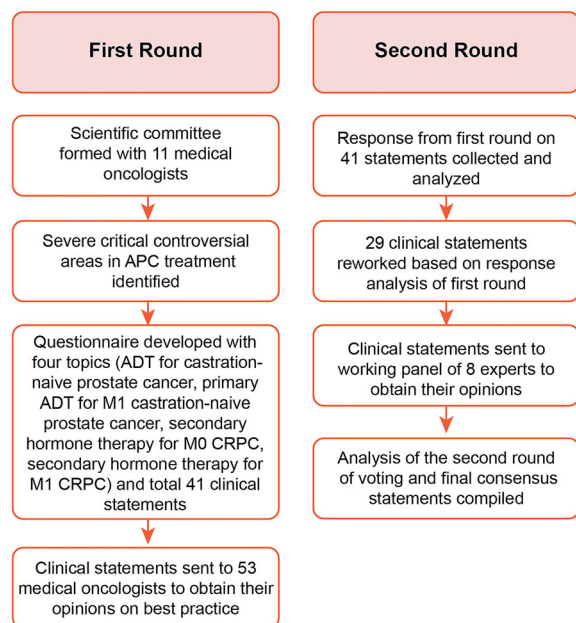 First Round
Scientific committee
formed with 11 medical
oncologists
Severe critical controversial
areas in APC treatment
identified
Questionnaire developed with
four topics (ADT for castration-
naive prostate cancer, primary
ADT for M1 castration-naive
prostate cancer, secondary
hormone therapy for M0 CRPC,
secondary hormone therapy for
M1 CRPC) and total 41 clinical
statements
Clinical statements sent to 53
medical oncologists to obtain their
opinions on best practice
Second Round
Response from first round on
41 statements collected and
analyzed
29 clinical statements
reworked based on response
analysis of first round
Clinical statements sent to
working panel of 8 experts to
obtain their opinions
Analysis of the second round
of voting and final consensus
statements compiled